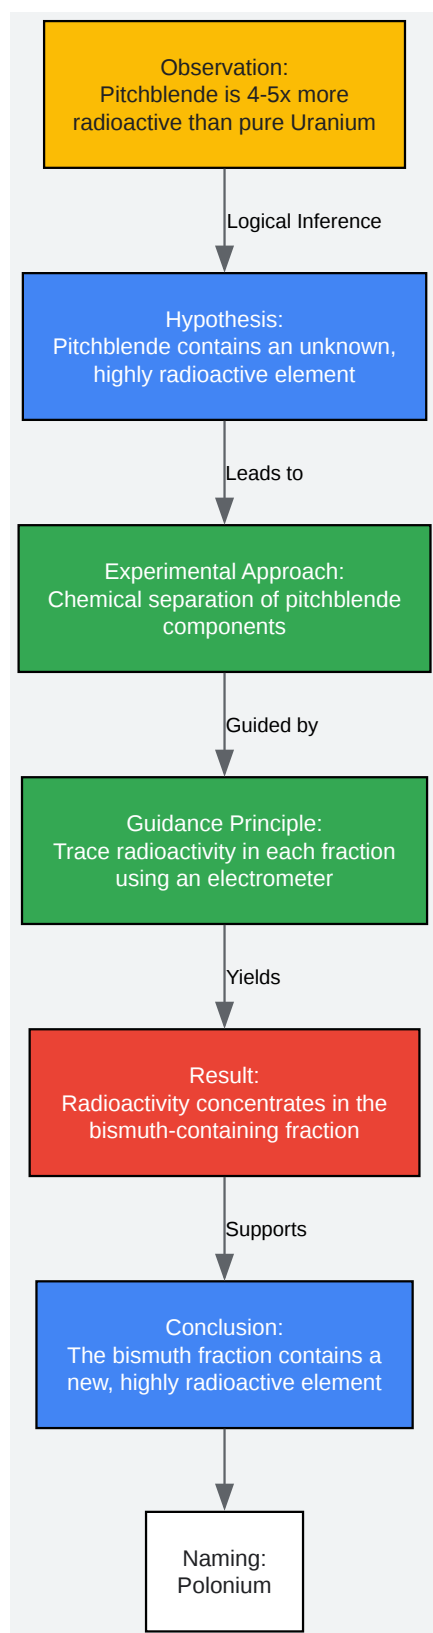 Observation:
Pitchblende is 4-5x more
radioactive than pure Uranium
Logical Inference
Hypothesis:
Pitchblende contains an unknown,
highly radioactive element
Leads to
Experimental Approach:
Chemical separation of pitchblende
components
Guided by
Guidance Principle:
Trace radioactivity in each fraction
using an electrometer
Yields
Result:
Radioactivity concentrates in the
bismuth-containing fraction
Supports
Conclusion:
The bismuth fraction contains a
new, highly radioactive element
Naming:
Polonium